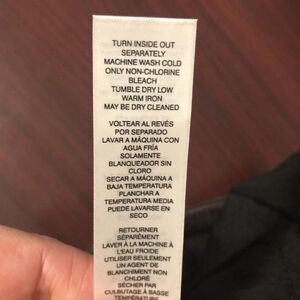 TURN INSIDE OUT
SEPARATELY
MACHINE WASH COLD
ONLY NON-CHLORINE
BLEACH
TUMBLE DRY LOW
WARM IRON
MAY BE DRY CLEANED
VOLTEAR AL REVÉS
POR SEPARADO
LAVAR A MÁQUINA CON
AGUA FRÍA
SOLAMENTE
BLANQUEADOR SIN
CLORO
SECAR A MÁQUINA A
BAJA TEMPERATURA
PLANCHAR A
TEMPERATURA MEDIA
PUEDE LAVARSE EN
SECO
RETOURNER
SÉPARÉMENT
LAVER À LA MACHINE À
L'EAU FROIDE
UTILISER SEULEMENT
UN AGENT DE
BLANCHIMENT NON
CHLORÉ
SÉCHER PAR
CULBUTAGE À BASSE
TEMPÉRATURE